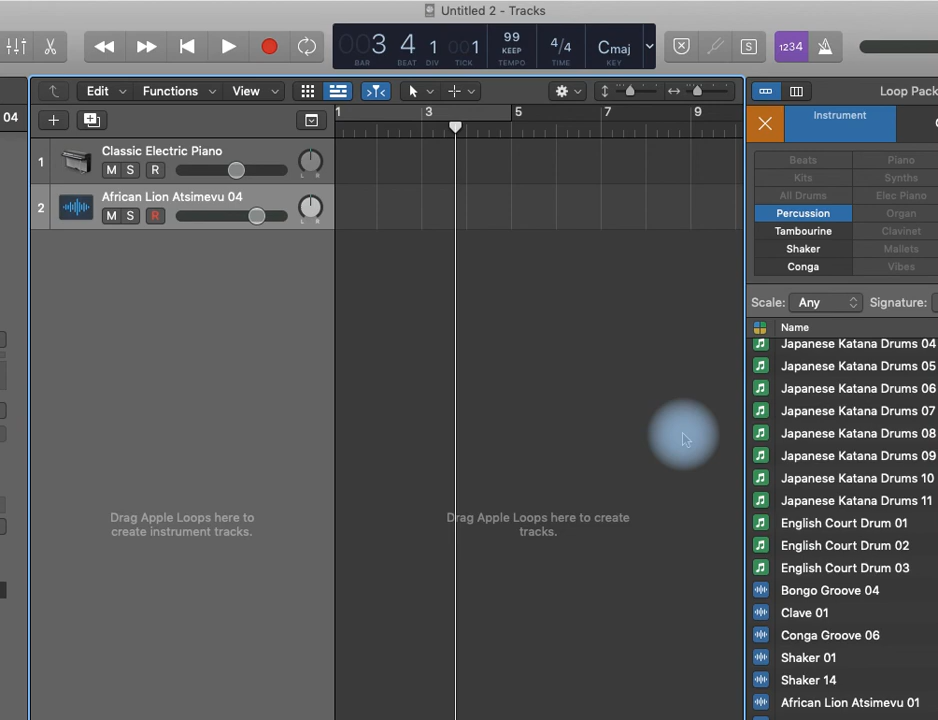 Untitled 2 - Tracks
003 4 1 001
BAR BEAT DIV TICK
99
KEEP
TEMPO
4/4
TIME
Cmaj
KEY
S
1234
Edit Functions View
Loop Pack
04
1 3 5 7 9
Instrument
1
Classic Electric Piano
M S R
L R
2
African Lion Atsimevu 04
M S R
L R
Beats Piano
Kits Synths
All Drums Elec Piano
Percussion Organ
Tambourine Clavinet
Shaker Mallets
Conga Vibes
Scale: Any Signature:
Name
Japanese Katana Drums 04
Japanese Katana Drums 05
Japanese Katana Drums 06
Japanese Katana Drums 07
Japanese Katana Drums 08
Japanese Katana Drums 09
Japanese Katana Drums 10
Japanese Katana Drums 11
English Court Drum 01
English Court Drum 02
English Court Drum 03
Bongo Groove 04
Clave 01
Conga Groove 06
Shaker 01
Shaker 14
African Lion Atsimevu 01
Drag Apple Loops here to
create instrument tracks.
Drag Apple Loops here to create
tracks.